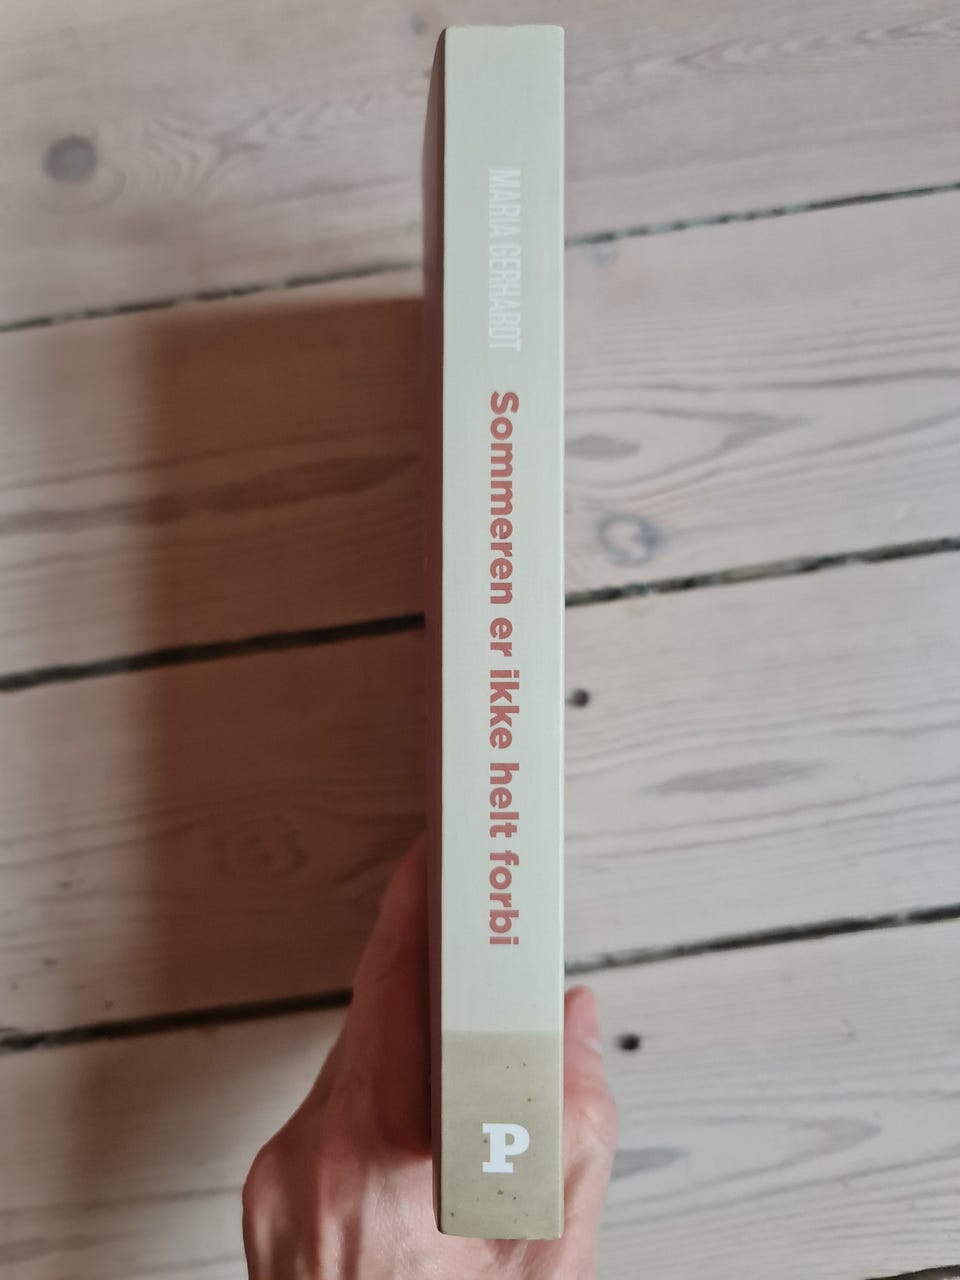 MARIA GERHARDT
Sommeren er ikke helt forbi
P